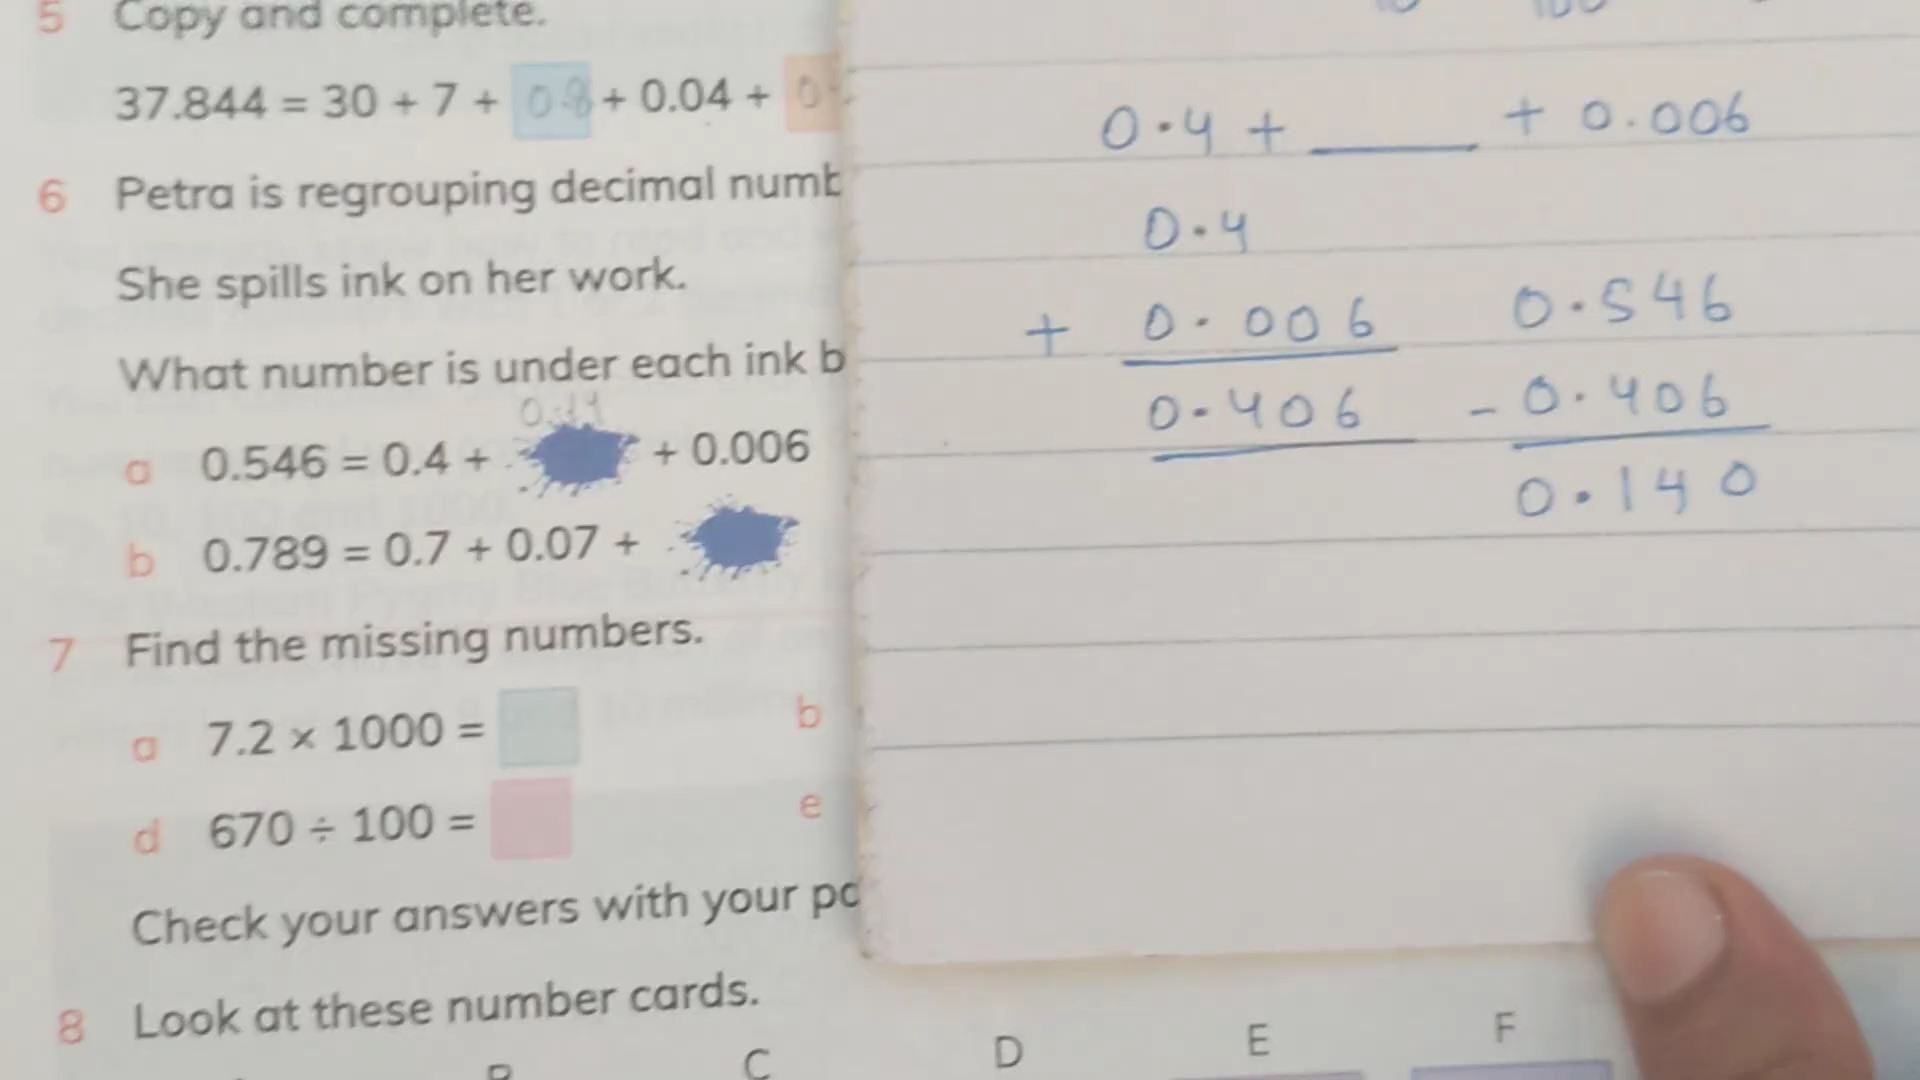 5 Copy and complete.
37.844 = 30 + 7 + 0.8 + 0.04 + 0
6 Petra is regrouping decimal numb
She spills ink on her work.
What number is under each ink b
0.14
a 0.546 = 0.4 + + 0.006
b 0.789 = 0.7 + 0.07 +
7 Find the missing numbers.
a 7.2 × 1000 =
b
d 670 ÷ 100 =
e
Check your answers with your pa
8 Look at these number cards.
B C D E F
0.4 + ____ + 0.006
0.4
+ 0.006
0.406
0.546
- 0.406
0.140